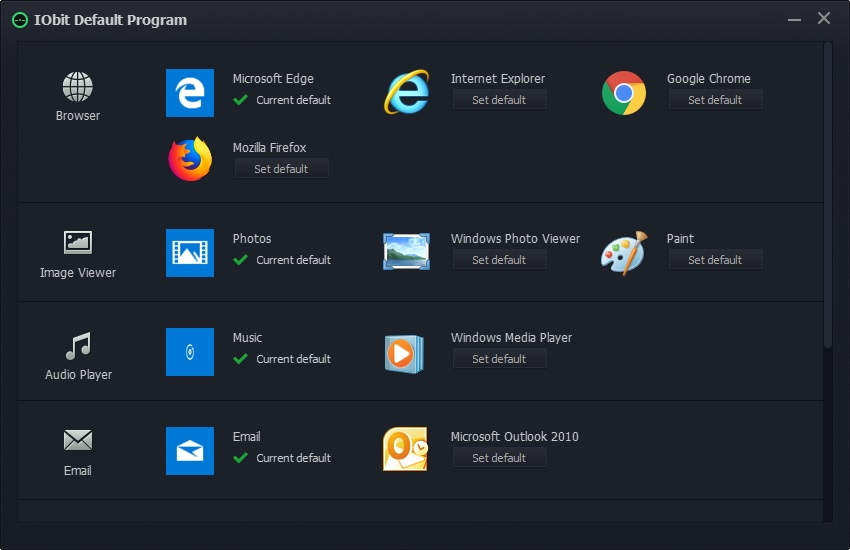 IObit Default Program
Browser
Microsoft Edge
Current default
Internet Explorer
Set default
Google Chrome
Set default
Mozilla Firefox
Set default
Image Viewer
Photos
Current default
Windows Photo Viewer
Set default
Paint
Set default
Audio Player
Music
Current default
Windows Media Player
Set default
Email
Email
Current default
Microsoft Outlook 2010
Set default